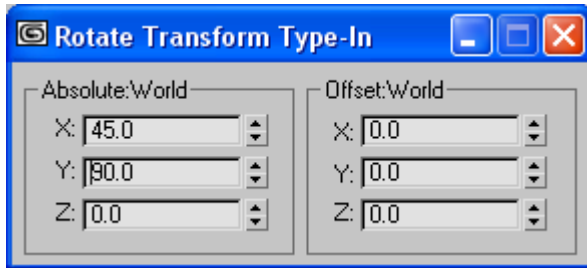 Rotate Transform Type-In
Absolute:World
X: 45.0
Y: 90.0
Z: 0.0
Offset:World
X: 0.0
Y: 0.0
Z: 0.0